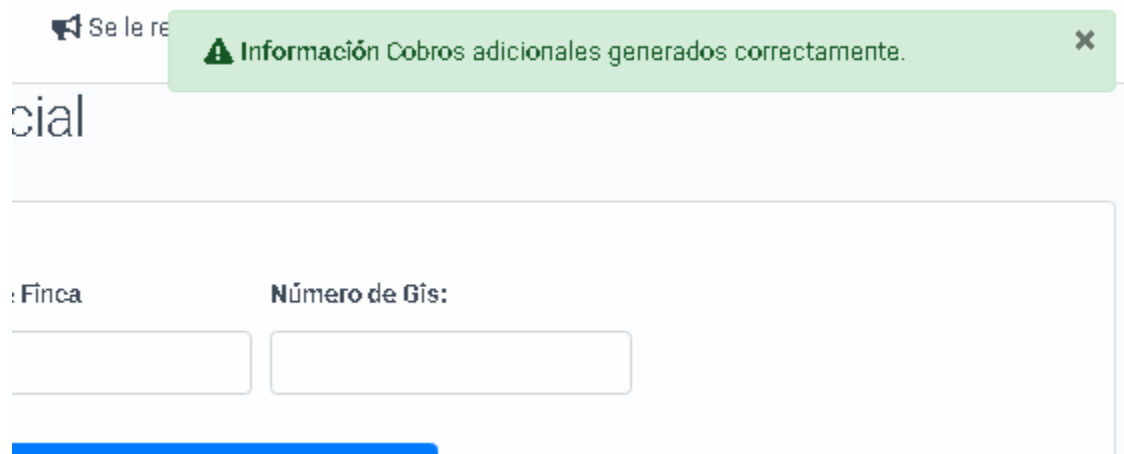 Se le re
Información Cobros adicionales generados correctamente. ×
cial
Finca
Número de Gis: